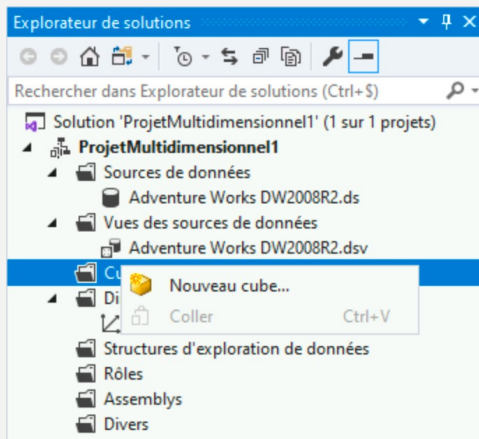 Explorateur de solutions
Rechercher dans Explorateur de solutions (Ctrl+$)
Solution 'ProjetMultidimensionnel1' (1 sur 1 projets)
ProjetMultidimensionnel1
Sources de données
Adventure Works DW2008R2.ds
Vues des sources de données
Adventure Works DW2008R2.dsv
Nouveau cube...
Coller Ctrl+V
Structures d'exploration de données
Rôles
Assemblys
Divers